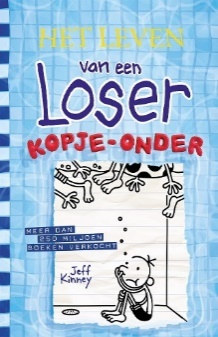 HET LEVEN
van een
Loser
KOPJE-ONDER
MEER DAN
250 MILJOEN
BOEKEN VERKOCHT
Jeff
Kinney